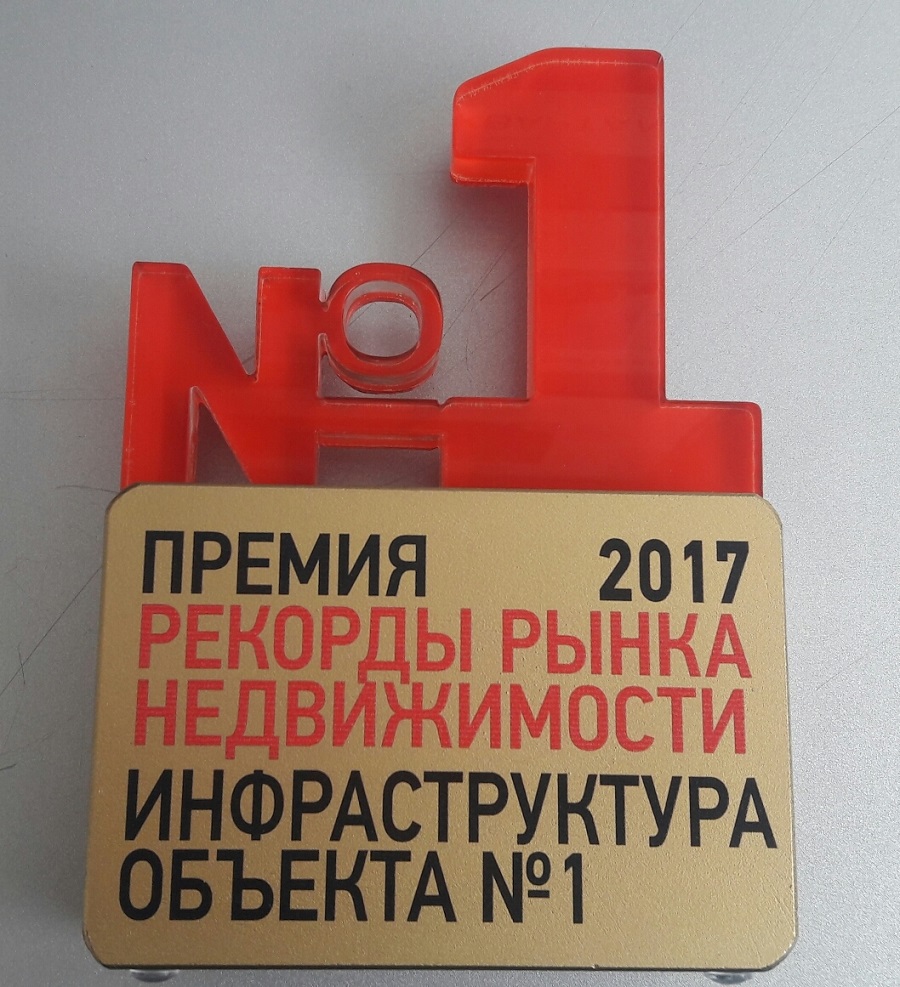 №1
ПРЕМИЯ 2017
РЕКОРДЫ РЫНКА
НЕДВИЖИМОСТИ
ИНФРАСТРУКТУРА
ОБЪЕКТА №1